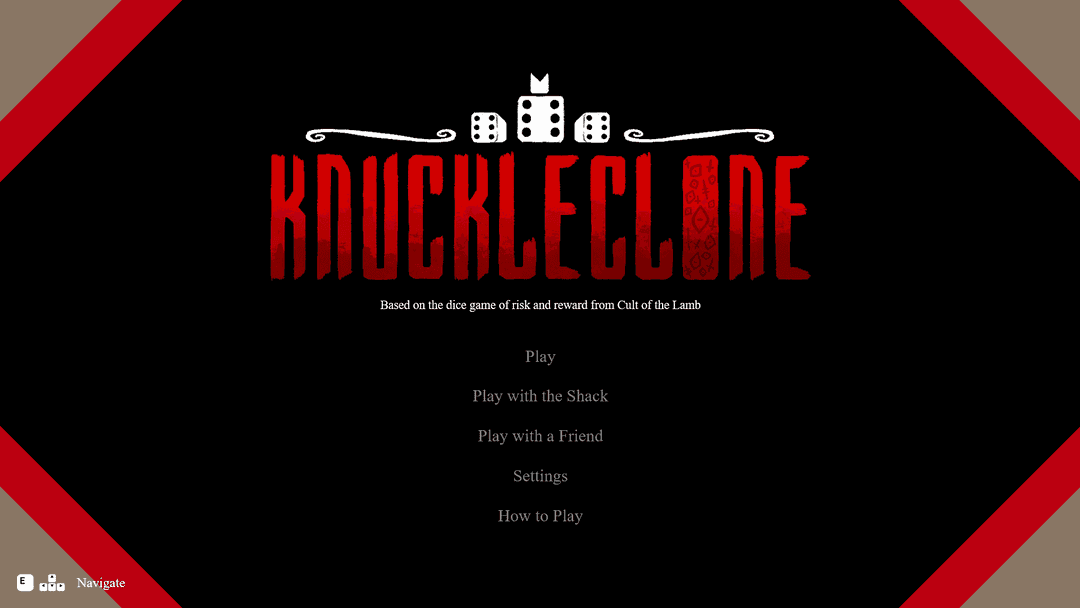 KNUCKLECLONE
Based on the dice game of risk and reward from Cult of the Lamb
Play
Play with the Shack
Play with a Friend
Settings
How to Play
E Navigate